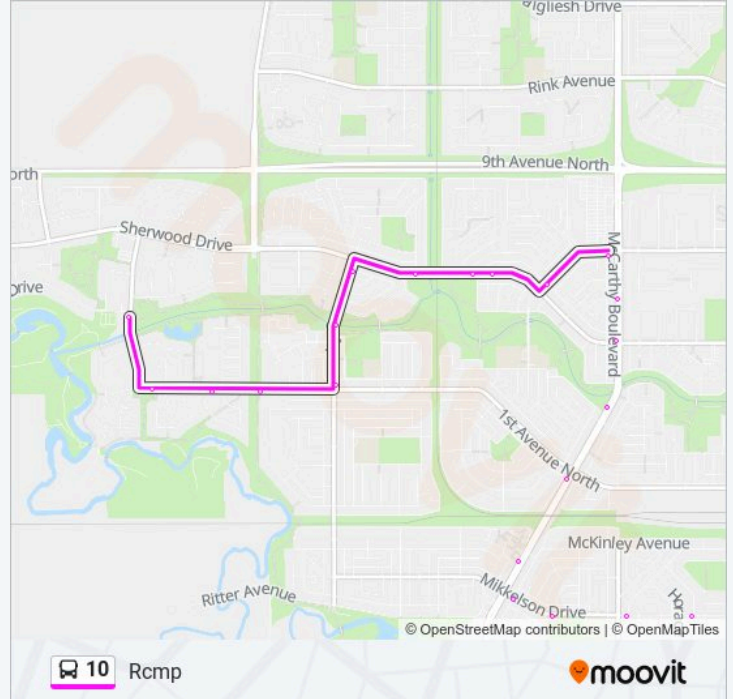 algliesh Drive
Rink Avenue
9th Avenue North
orth
Sherwood Drive
McCarthy Boulevard
Drive
1st Avenue North
McKinley Avenue
Ritter Avenue
Mikkelson Drive
Hora
© OpenStreetMap contributors | © OpenMapTiles
10 Rcmp
moovit